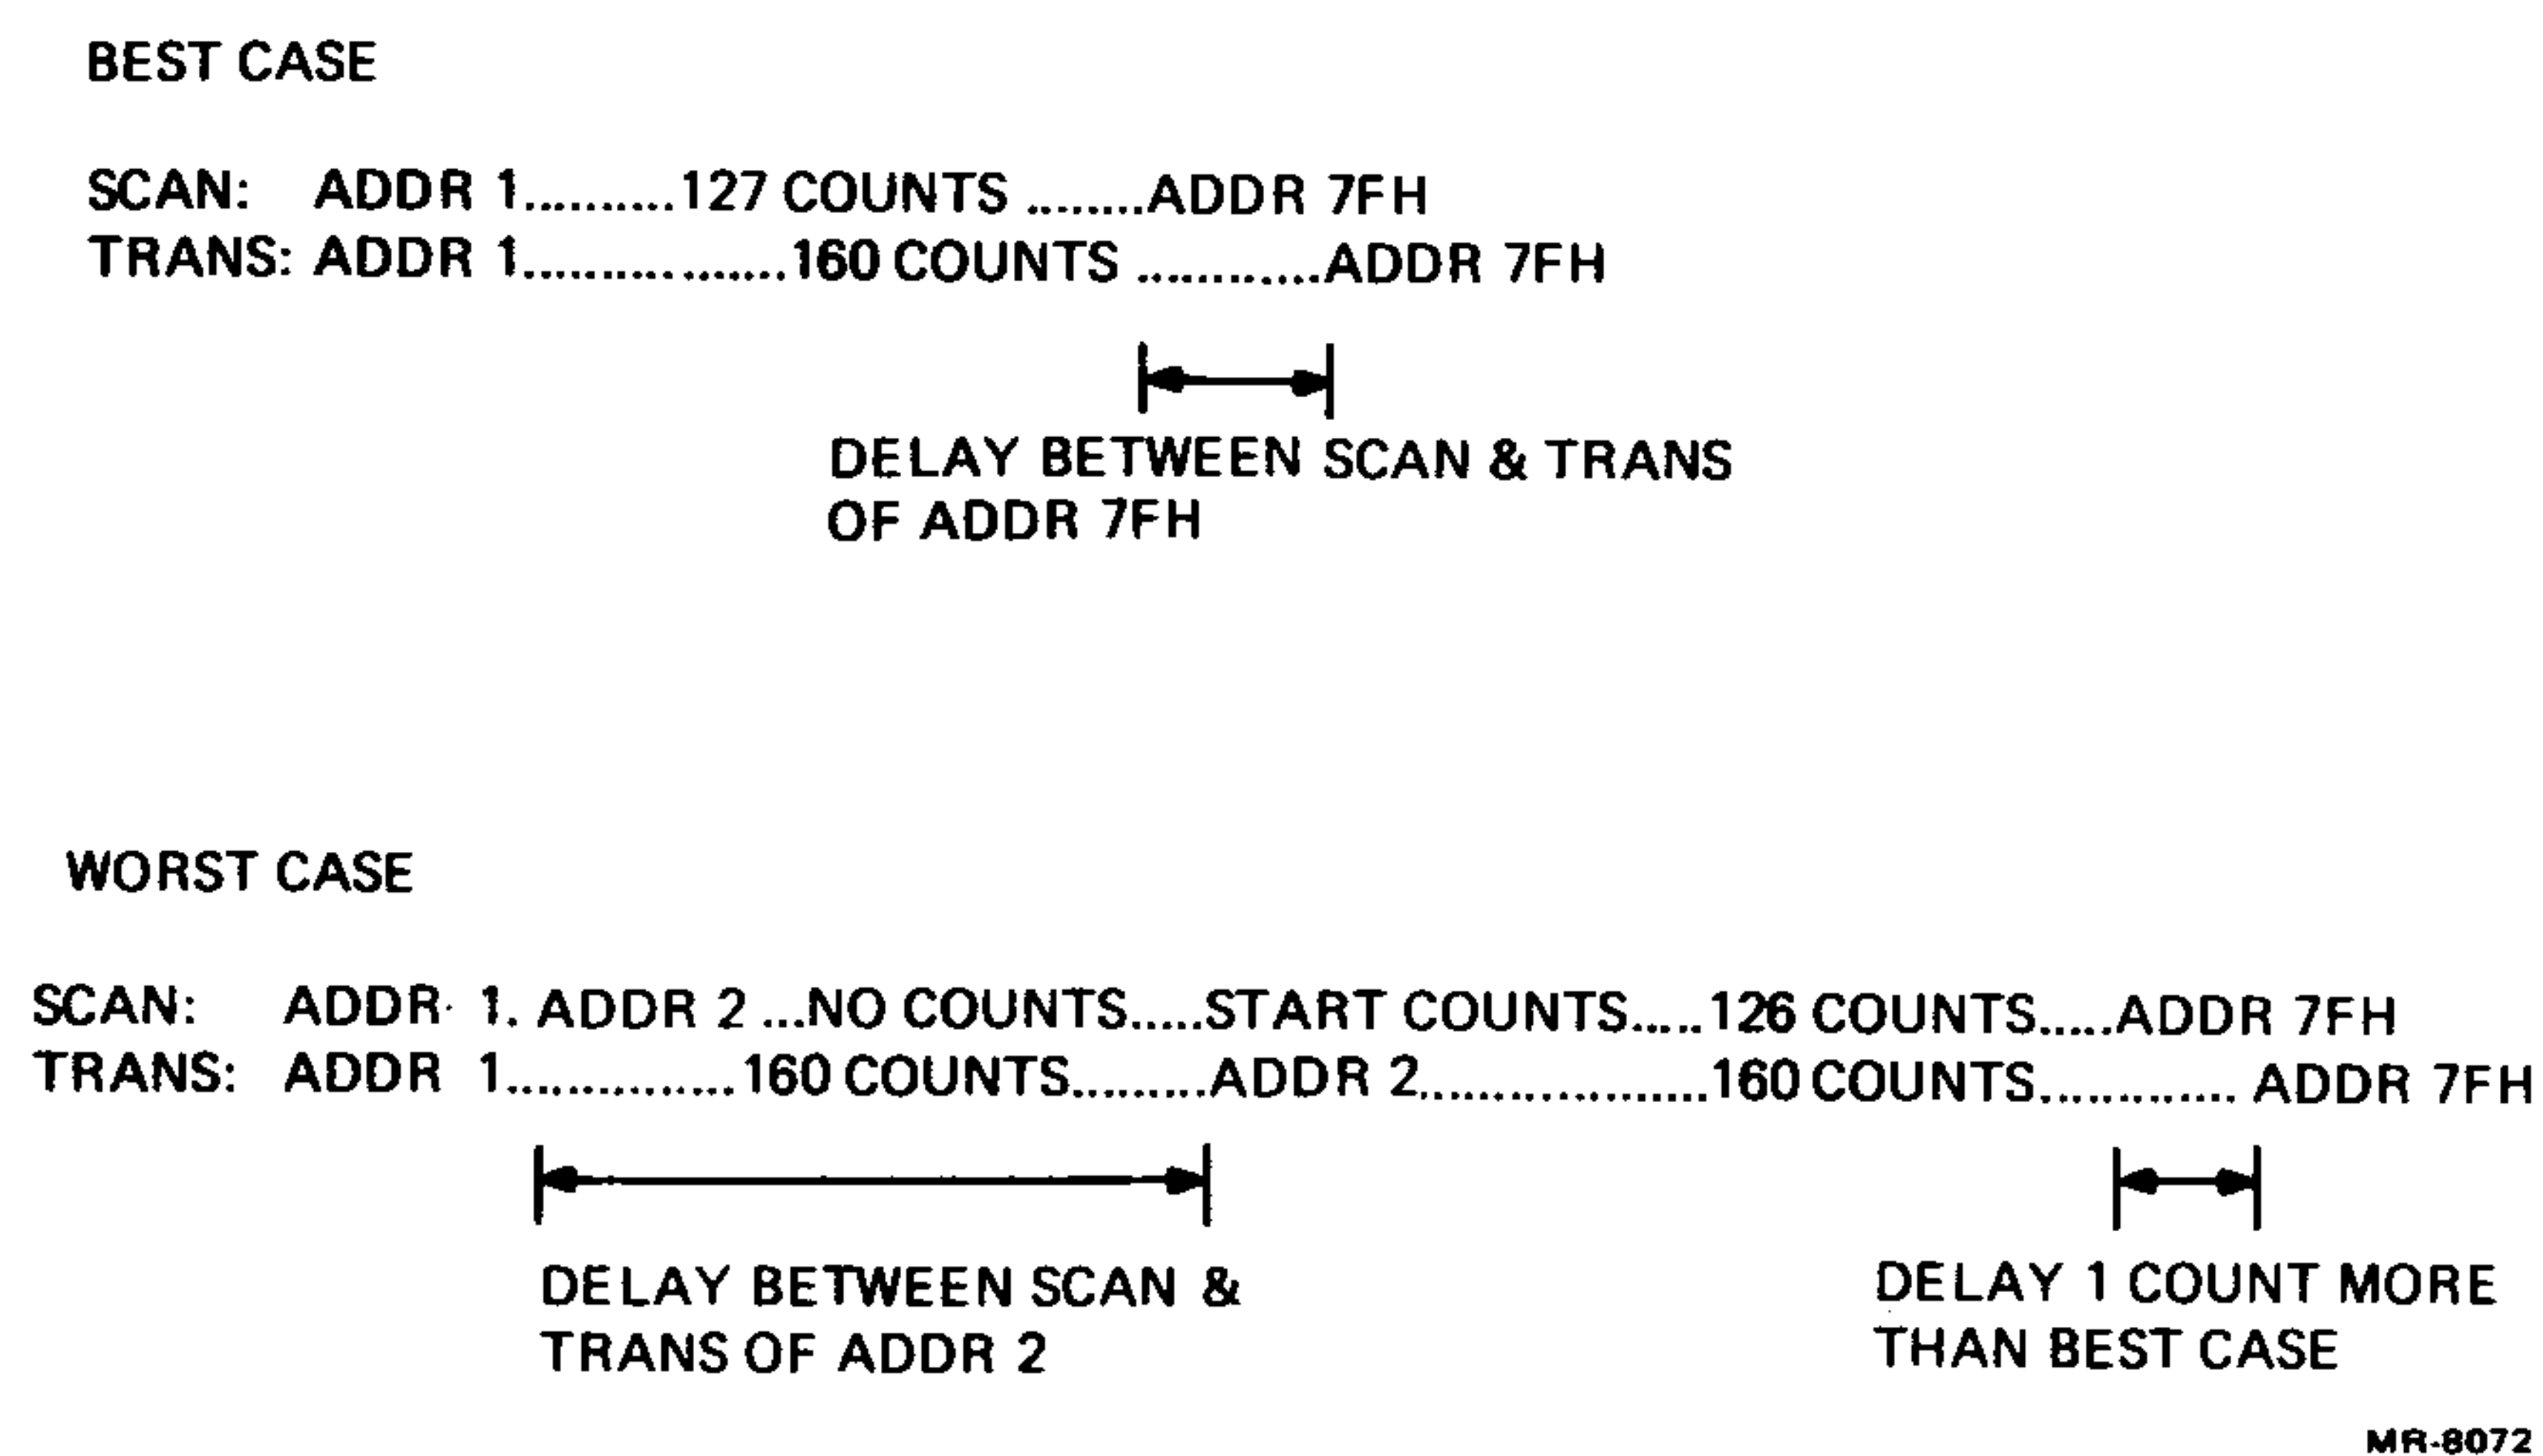 BEST CASE
SCAN: ADDR 1..........127 COUNTS ........ADDR 7FH
TRANS: ADDR 1.................160 COUNTS ............ADDR 7FH
DELAY BETWEEN SCAN & TRANS
OF ADDR 7FH
WORST CASE
SCAN: ADDR 1. ADDR 2 ...NO COUNTS.....START COUNTS.....126 COUNTS.....ADDR 7FH
TRANS: ADDR 1...............160 COUNTS.........ADDR 2...................160 COUNTS............. ADDR 7FH
DELAY BETWEEN SCAN &
TRANS OF ADDR 2
DELAY 1 COUNT MORE
THAN BEST CASE
MR-8072